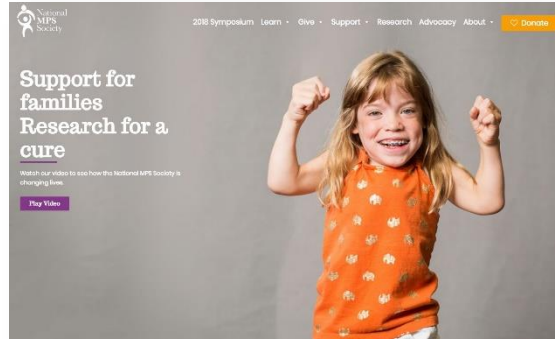 National
MPS
Society
2018 Symposium Learn Give Support Research Advocacy About Donate
Support for
families
Research for a
cure
Watch our video to see how the National MPS Society is
changing lives.
Play Video